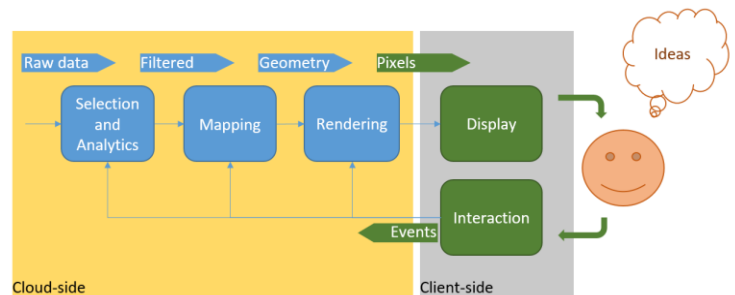 Ideas
Raw data
Filtered
Geometry
Pixels
Selection
and
Analytics
Mapping
Rendering
Display
Interaction
Events
Cloud-side
Client-side